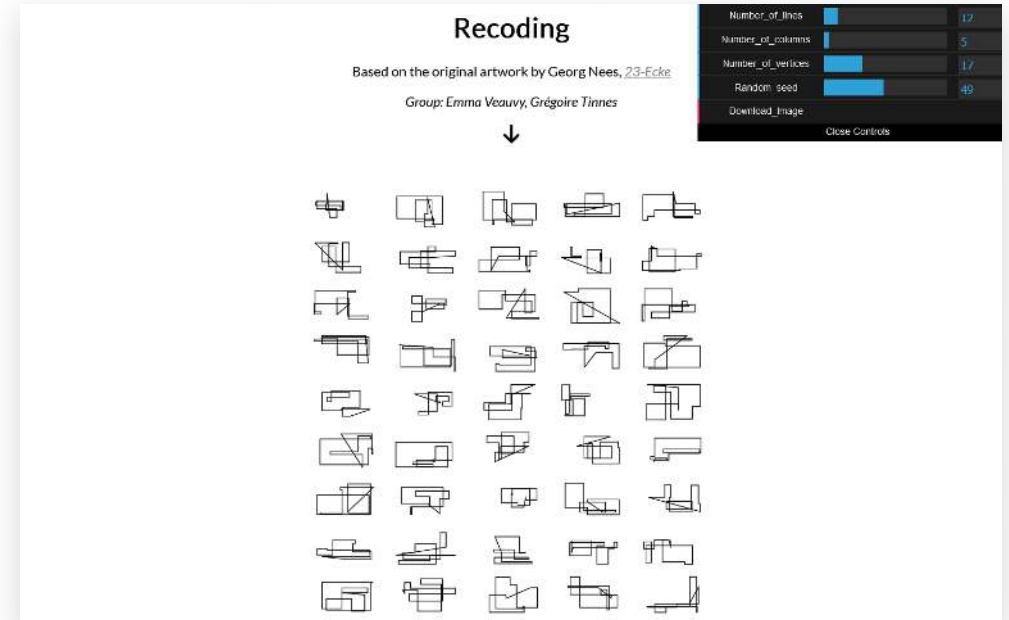 Recoding
Based on the original artwork by Georg Nees, 23-Ecke
Group: Emma Veauvy, Grégoire Tinnes
↓
Number_of_lines 12
Number_of_columns 5
Number_of_vertices 17
Random_seed 49
Download_Image
Close Controls